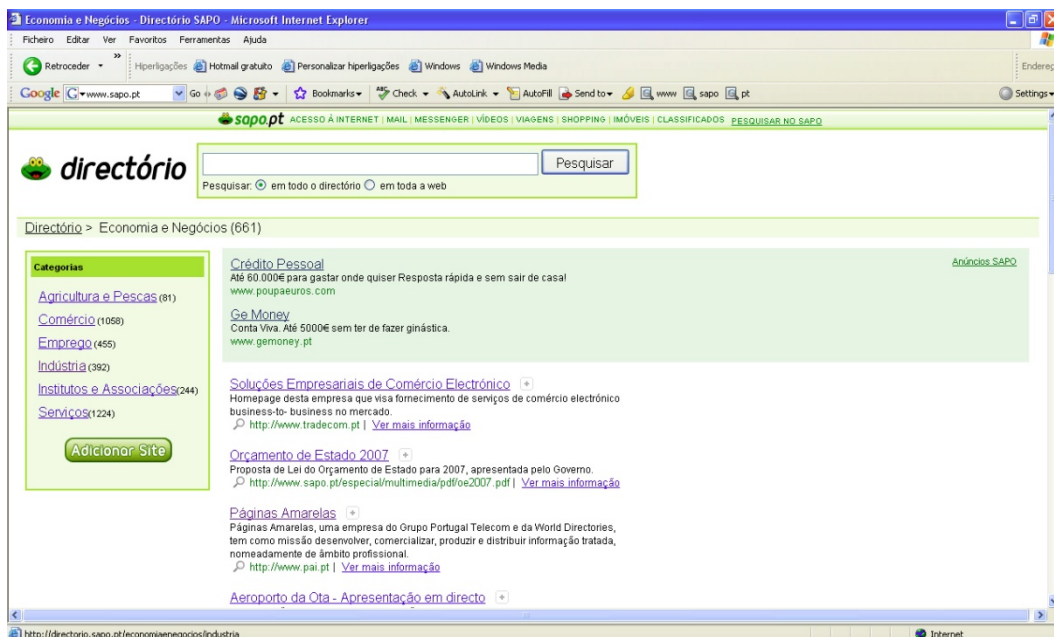 Economia e Negócios - Directório SAPO - Microsoft Internet Explorer
Ficheiro Editar Ver Favoritos Ferramentas Ajuda
Retroceder Hiperligações Hotmail gratuito Personalizar hiperligações Windows Windows Media
Google www.sapo.pt Go Bookmarks Check AutoLink AutoFill Send to www sapo pt Settings
sapo.pt ACESSO À INTERNET | MAIL | MESSENGER | VÍDEOS | VIAGENS | SHOPPING | IMÓVEIS | CLASSIFICADOS PESQUISAR NO SAPO
directório Pesquisar
Pesquisar: em todo o directório em toda a web
Directório > Economia e Negócios (661)
Categorias
Agricultura e Pescas (81)
Comércio (1058)
Emprego (455)
Indústria (392)
Institutos e Associações(244)
Serviços(1224)
Adicionar Site
Anúncios SAPO
Crédito Pessoal
Até 60.000€ para gastar onde quiser Resposta rápida e sem sair de casa!
www.poupaeuros.com
Ge Money
Conta Viva. Até 5000€ sem ter de fazer ginástica.
www.gemoney.pt
Soluções Empresariais de Comércio Electrónico
Homepage desta empresa que visa fornecimento de serviços de comércio electrónico
business-to- business no mercado.
http://www.tradecom.pt | Ver mais informação
Orçamento de Estado 2007
Proposta de Lei do Orçamento de Estado para 2007, apresentada pelo Governo.
http://www.sapo.pt/especial/multimedia/pdf/oe2007.pdf | Ver mais informação
Páginas Amarelas
Páginas Amarelas, uma empresa do Grupo Portugal Telecom e da World Directories,
tem como missão desenvolver, comercializar, produzir e distribuir informação tratada,
nomeadamente de âmbito profissional.
http://www.pai.pt | Ver mais informação
Aeroporto da Ota - Apresentação em directo
http://directorio.sapo.pt/economiaenegocios/industria Internet